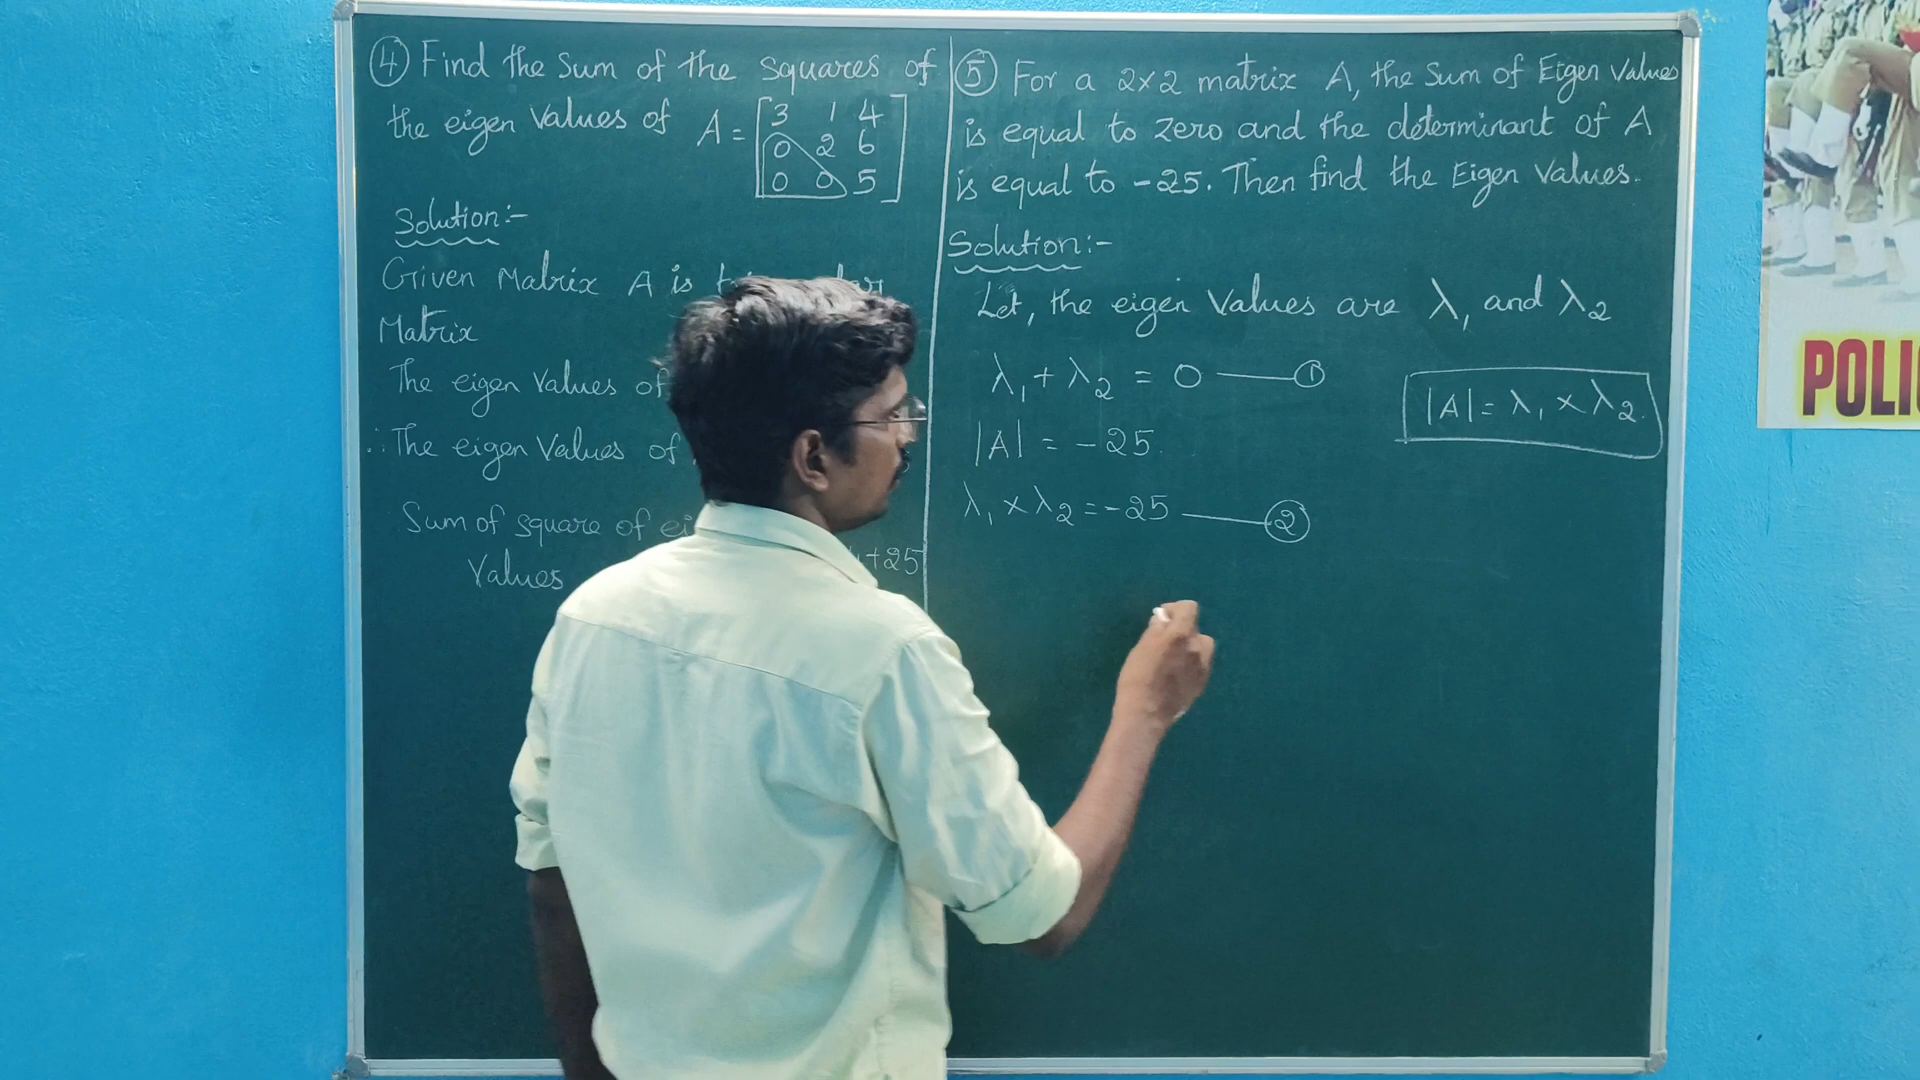 ④ Find the Sum of the squares of
the eigen Values of A = [3 1 4
0 2 6
0 0 5]
Solution:-
Given Matrix A is
Matrix
The eigen Values of
∴ The eigen Values of
Sum of square of
Values
+25
⑤ For a 2×2 matrix A, the Sum of Eigen Values
is equal to zero and the determinant of A
is equal to -25. Then find the Eigen Values.
Solution:-
Let, the eigen Values are λ₁ and λ₂
λ₁ + λ₂ = 0 — ①
|A| = -25.
λ₁ × λ₂ = -25 — ②
|A| = λ₁ × λ₂.
POLI